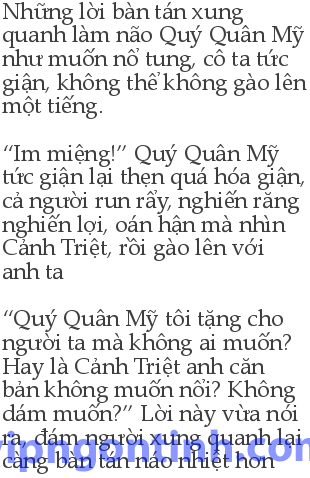 Những lời bàn tán xung
quanh làm não Quý Quân Mỹ
như muốn nổ tung, cô ta tức
giận, không thể không gào lên
một tiếng.
“Im miệng!” Quý Quân Mỹ
tức giận lại thẹn quá hóa giận,
cả người run rẩy, nghiến răng
nghiến lợi, oán hận mà nhìn
Cảnh Triệt, rồi gào lên với
anh ta
“Quý Quân Mỹ tôi tặng cho
người ta mà không ai muốn?
Hay là Cảnh Triệt anh căn
bản không muốn nổi? Không
dám muốn?” Lời này vừa nói
ra, đám người xung quanh lại
càng bàn tán náo nhiệt hơn
vipngontinh.com